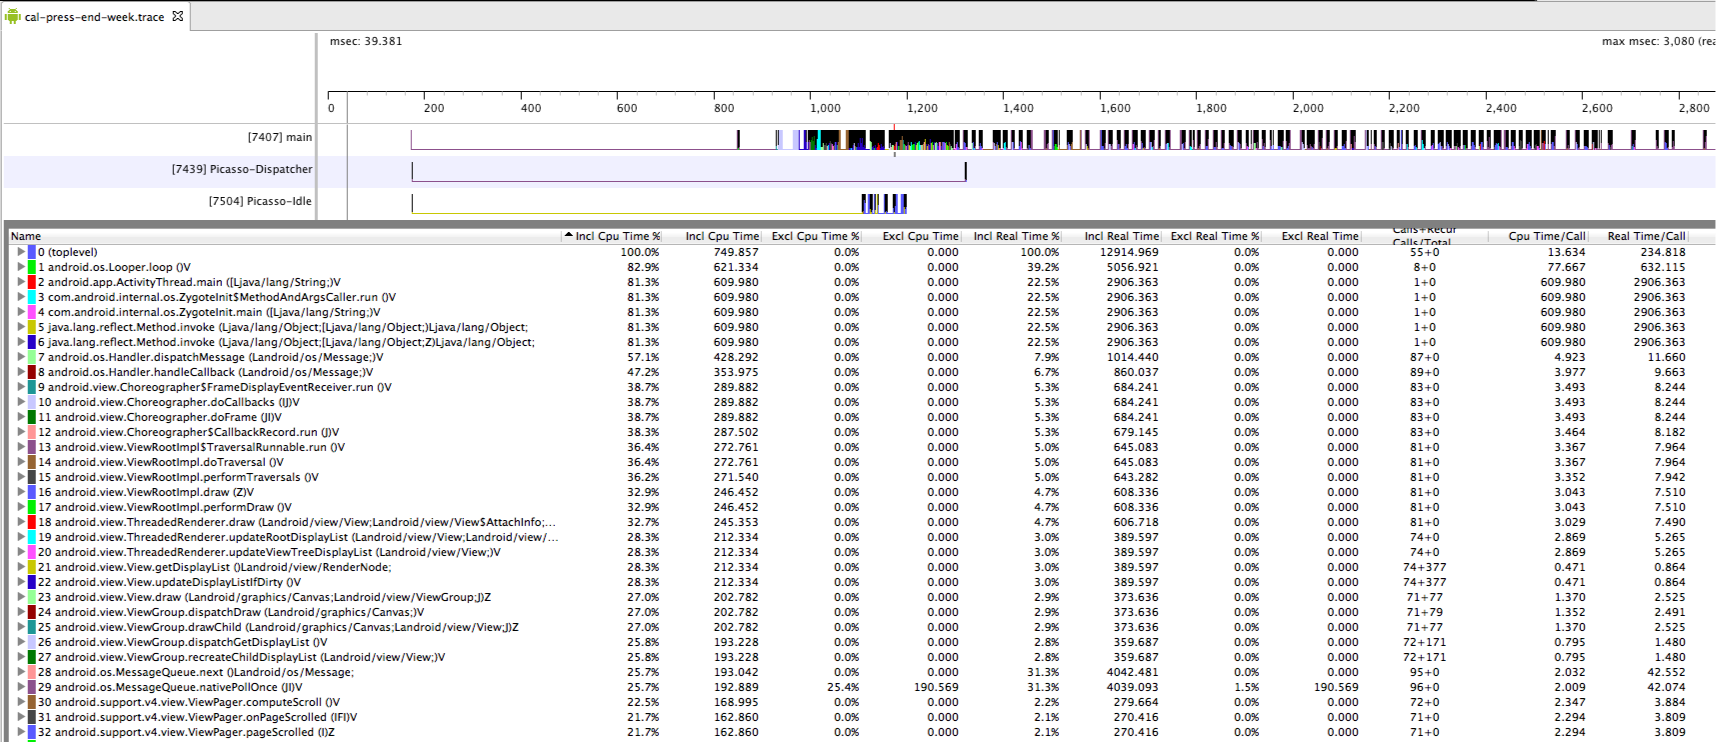 cal-press-end-week.trace
msec: 39.381 max msec: 3,080 (rea
0 200 400 600 800 1,000 1,200 1,400 1,600 1,800 2,000 2,200 2,400 2,600 2,800
[7407] main
[7439] Picasso-Dispatcher
[7504] Picasso-Idle
Name Incl Cpu Time % Incl Cpu Time Excl Cpu Time % Excl Cpu Time Incl Real Time % Incl Real Time Excl Real Time % Excl Real Time Calls+Recur Calls/Total Cpu Time/Call Real Time/Call
0 (toplevel) 100.0% 749.857 0.0% 0.000 100.0% 12914.969 0.0% 0.000 55+0 13.634 234.818
1 android.os.Looper.loop ()V 82.9% 621.334 0.0% 0.000 39.2% 5056.921 0.0% 0.000 8+0 77.667 632.115
2 android.app.ActivityThread.main ([Ljava/lang/String;)V 81.3% 609.980 0.0% 0.000 22.5% 2906.363 0.0% 0.000 1+0 609.980 2906.363
3 com.android.internal.os.ZygoteInit$MethodAndArgsCaller.run ()V 81.3% 609.980 0.0% 0.000 22.5% 2906.363 0.0% 0.000 1+0 609.980 2906.363
4 com.android.internal.os.ZygoteInit.main ([Ljava/lang/String;)V 81.3% 609.980 0.0% 0.000 22.5% 2906.363 0.0% 0.000 1+0 609.980 2906.363
5 java.lang.reflect.Method.invoke (Ljava/lang/Object;[Ljava/lang/Object;)Ljava/lang/Object; 81.3% 609.980 0.0% 0.000 22.5% 2906.363 0.0% 0.000 1+0 609.980 2906.363
6 java.lang.reflect.Method.invoke (Ljava/lang/Object;[Ljava/lang/Object;Z)Ljava/lang/Object; 81.3% 609.980 0.0% 0.000 22.5% 2906.363 0.0% 0.000 1+0 609.980 2906.363
7 android.os.Handler.dispatchMessage (Landroid/os/Message;)V 57.1% 428.292 0.0% 0.000 7.9% 1014.440 0.0% 0.000 87+0 4.923 11.660
8 android.os.Handler.handleCallback (Landroid/os/Message;)V 47.2% 353.975 0.0% 0.000 6.7% 860.037 0.0% 0.000 89+0 3.977 9.663
9 android.view.Choreographer$FrameDisplayEventReceiver.run ()V 38.7% 289.882 0.0% 0.000 5.3% 684.241 0.0% 0.000 83+0 3.493 8.244
10 android.view.Choreographer.doCallbacks (IJ)V 38.7% 289.882 0.0% 0.000 5.3% 684.241 0.0% 0.000 83+0 3.493 8.244
11 android.view.Choreographer.doFrame (JI)V 38.7% 289.882 0.0% 0.000 5.3% 684.241 0.0% 0.000 83+0 3.493 8.244
12 android.view.Choreographer$CallbackRecord.run (J)V 38.3% 287.502 0.0% 0.000 5.3% 679.145 0.0% 0.000 83+0 3.464 8.182
13 android.view.ViewRootImpl$TraversalRunnable.run ()V 36.4% 272.761 0.0% 0.000 5.0% 645.083 0.0% 0.000 81+0 3.367 7.964
14 android.view.ViewRootImpl.doTraversal ()V 36.4% 272.761 0.0% 0.000 5.0% 645.083 0.0% 0.000 81+0 3.367 7.964
15 android.view.ViewRootImpl.performTraversals ()V 36.2% 271.540 0.0% 0.000 5.0% 643.282 0.0% 0.000 81+0 3.352 7.942
16 android.view.ViewRootImpl.draw (Z)V 32.9% 246.452 0.0% 0.000 4.7% 608.336 0.0% 0.000 81+0 3.043 7.510
17 android.view.ViewRootImpl.performDraw ()V 32.9% 246.452 0.0% 0.000 4.7% 608.336 0.0% 0.000 81+0 3.043 7.510
18 android.view.ThreadedRenderer.draw (Landroid/view/View;Landroid/view/View$AttachInfo;... 32.7% 245.353 0.0% 0.000 4.7% 606.718 0.0% 0.000 81+0 3.029 7.490
19 android.view.ThreadedRenderer.updateRootDisplayList (Landroid/view/View;Landroid/view/... 28.3% 212.334 0.0% 0.000 3.0% 389.597 0.0% 0.000 74+0 2.869 5.265
20 android.view.ThreadedRenderer.updateViewTreeDisplayList (Landroid/view/View;)V 28.3% 212.334 0.0% 0.000 3.0% 389.597 0.0% 0.000 74+0 2.869 5.265
21 android.view.View.getDisplayList ()Landroid/view/RenderNode; 28.3% 212.334 0.0% 0.000 3.0% 389.597 0.0% 0.000 74+377 0.471 0.864
22 android.view.View.updateDisplayListIfDirty ()V 28.3% 212.334 0.0% 0.000 3.0% 389.597 0.0% 0.000 74+377 0.471 0.864
23 android.view.View.draw (Landroid/graphics/Canvas;Landroid/view/ViewGroup;J)Z 27.0% 202.782 0.0% 0.000 2.9% 373.636 0.0% 0.000 71+77 1.370 2.525
24 android.view.ViewGroup.dispatchDraw (Landroid/graphics/Canvas;)V 27.0% 202.782 0.0% 0.000 2.9% 373.636 0.0% 0.000 71+79 1.352 2.491
25 android.view.ViewGroup.drawChild (Landroid/graphics/Canvas;Landroid/view/View;J)Z 27.0% 202.782 0.0% 0.000 2.9% 373.636 0.0% 0.000 71+77 1.370 2.525
26 android.view.ViewGroup.dispatchGetDisplayList ()V 25.8% 193.228 0.0% 0.000 2.8% 359.687 0.0% 0.000 72+171 0.795 1.480
27 android.view.ViewGroup.recreateChildDisplayList (Landroid/view/View;)V 25.8% 193.228 0.0% 0.000 2.8% 359.687 0.0% 0.000 72+171 0.795 1.480
28 android.os.MessageQueue.next ()Landroid/os/Message; 25.7% 193.042 0.0% 0.000 31.3% 4042.481 0.0% 0.000 95+0 2.032 42.552
29 android.os.MessageQueue.nativePollOnce (JI)V 25.7% 192.889 25.4% 190.569 31.3% 4039.093 1.5% 190.569 96+0 2.009 42.074
30 android.support.v4.view.ViewPager.computeScroll ()V 22.5% 168.995 0.0% 0.000 2.2% 279.664 0.0% 0.000 72+0 2.347 3.884
31 android.support.v4.view.ViewPager.onPageScrolled (IFI)V 21.7% 162.860 0.0% 0.000 2.1% 270.416 0.0% 0.000 71+0 2.294 3.809
32 android.support.v4.view.ViewPager.pageScrolled (I)Z 21.7% 162.860 0.0% 0.000 2.1% 270.416 0.0% 0.000 71+0 2.294 3.809